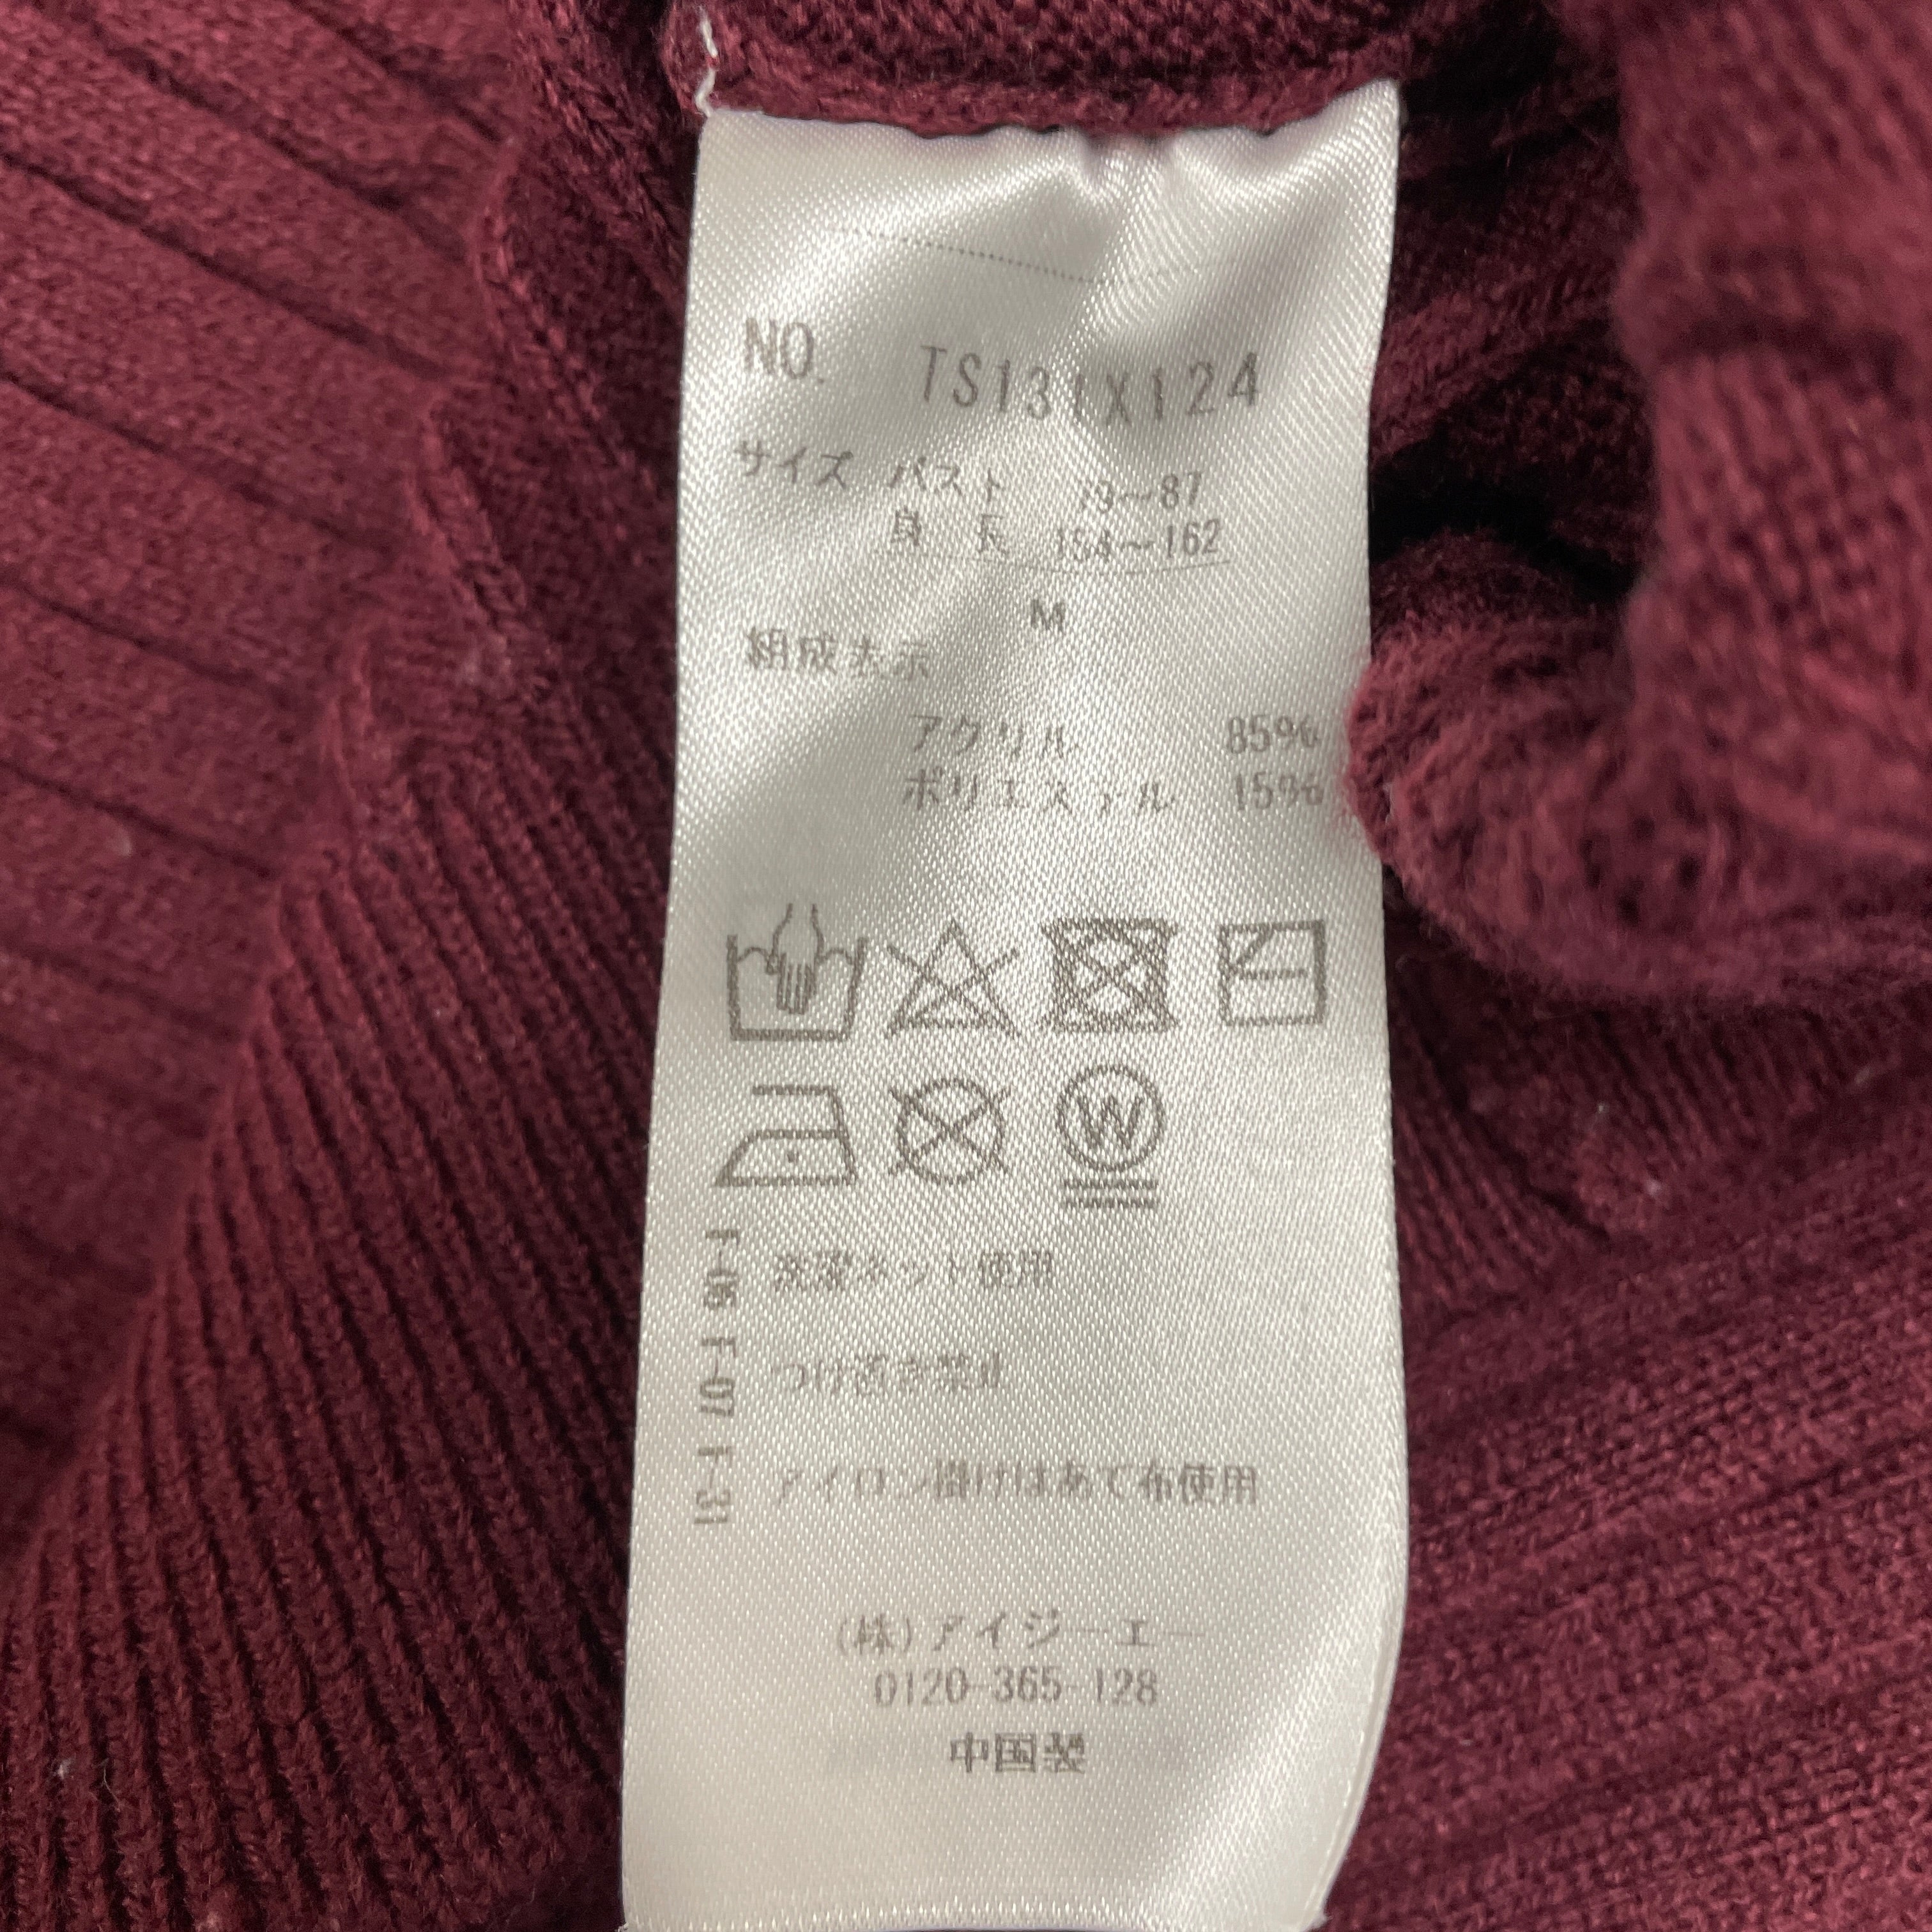 NO. TS131X124
サイズ バスト 79～87
身 長 154～162
M
組成表示
アクリル 85%
ポリエステル 15%
W
洗濯ネット使用
つけ置き禁止
アイロン掛けはあて布使用
F-06 F-07 F-31
(株)アイジーエー
0120-365-128
中国製